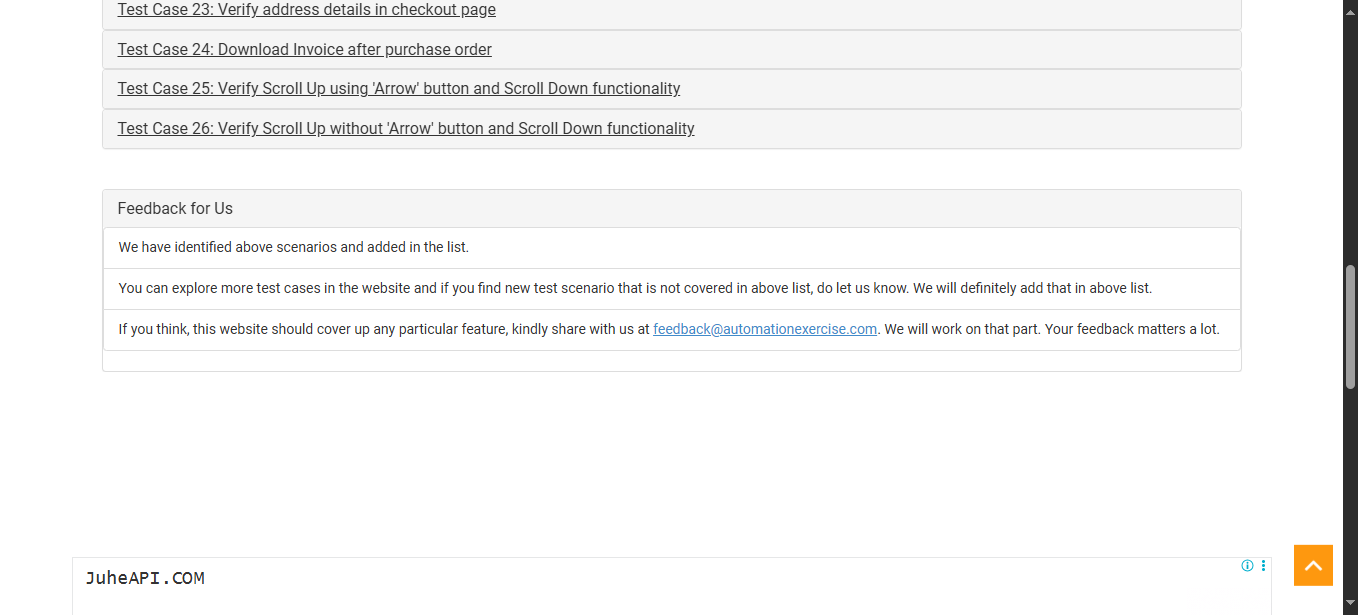 Test Case 23: Verify address details in checkout page
Test Case 24: Download Invoice after purchase order
Test Case 25: Verify Scroll Up using 'Arrow' button and Scroll Down functionality
Test Case 26: Verify Scroll Up without 'Arrow' button and Scroll Down functionality
Feedback for Us
We have identified above scenarios and added in the list.
You can explore more test cases in the website and if you find new test scenario that is not covered in above list, do let us know. We will definitely add that in above list.
If you think, this website should cover up any particular feature, kindly share with us at feedback@automationexercise.com. We will work on that part. Your feedback matters a lot.
JuheAPI.COM